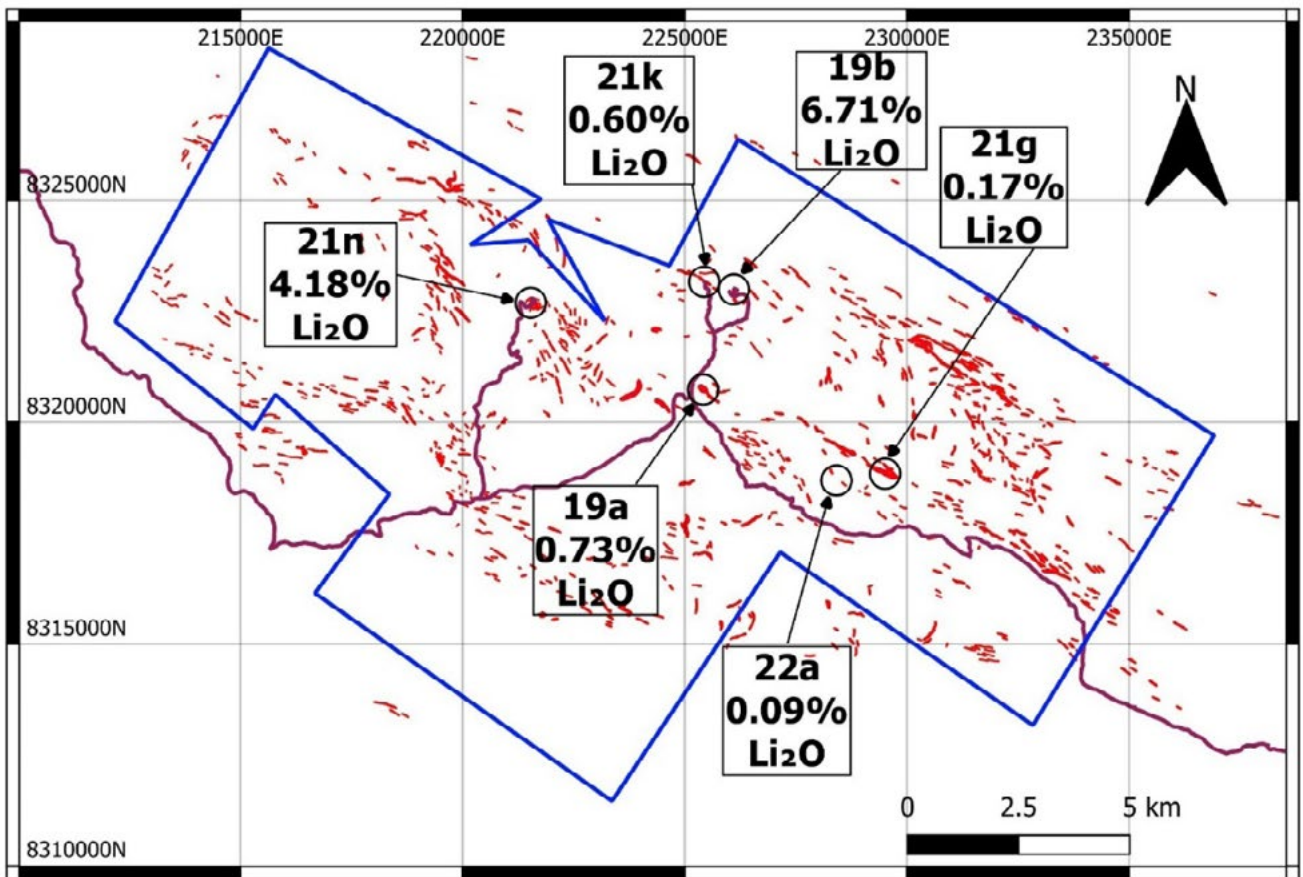 215000E
220000E
225000E
230000E
235000E
21k
0.60%
Li₂O
19b
6.71%
Li₂O
N
21g
0.17%
Li₂O
8325000N
21n
4.18%
Li₂O
8320000N
19a
0.73%
Li₂O
8315000N
22a
0.09%
Li₂O
0 2.5 5 km
8310000N